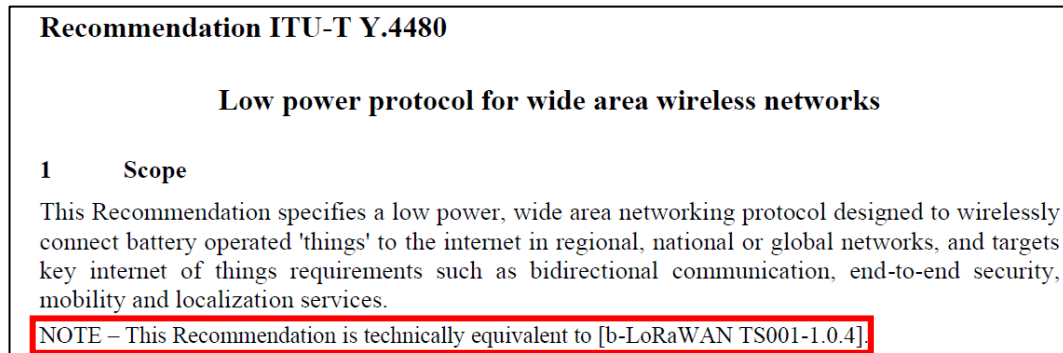 Recommendation ITU-T Y.4480
Low power protocol for wide area wireless networks
1 Scope
This Recommendation specifies a low power, wide area networking protocol designed to wirelessly
connect battery operated 'things' to the internet in regional, national or global networks, and targets
key internet of things requirements such as bidirectional communication, end-to-end security,
mobility and localization services.
NOTE – This Recommendation is technically equivalent to [b-LoRaWAN TS001-1.0.4].